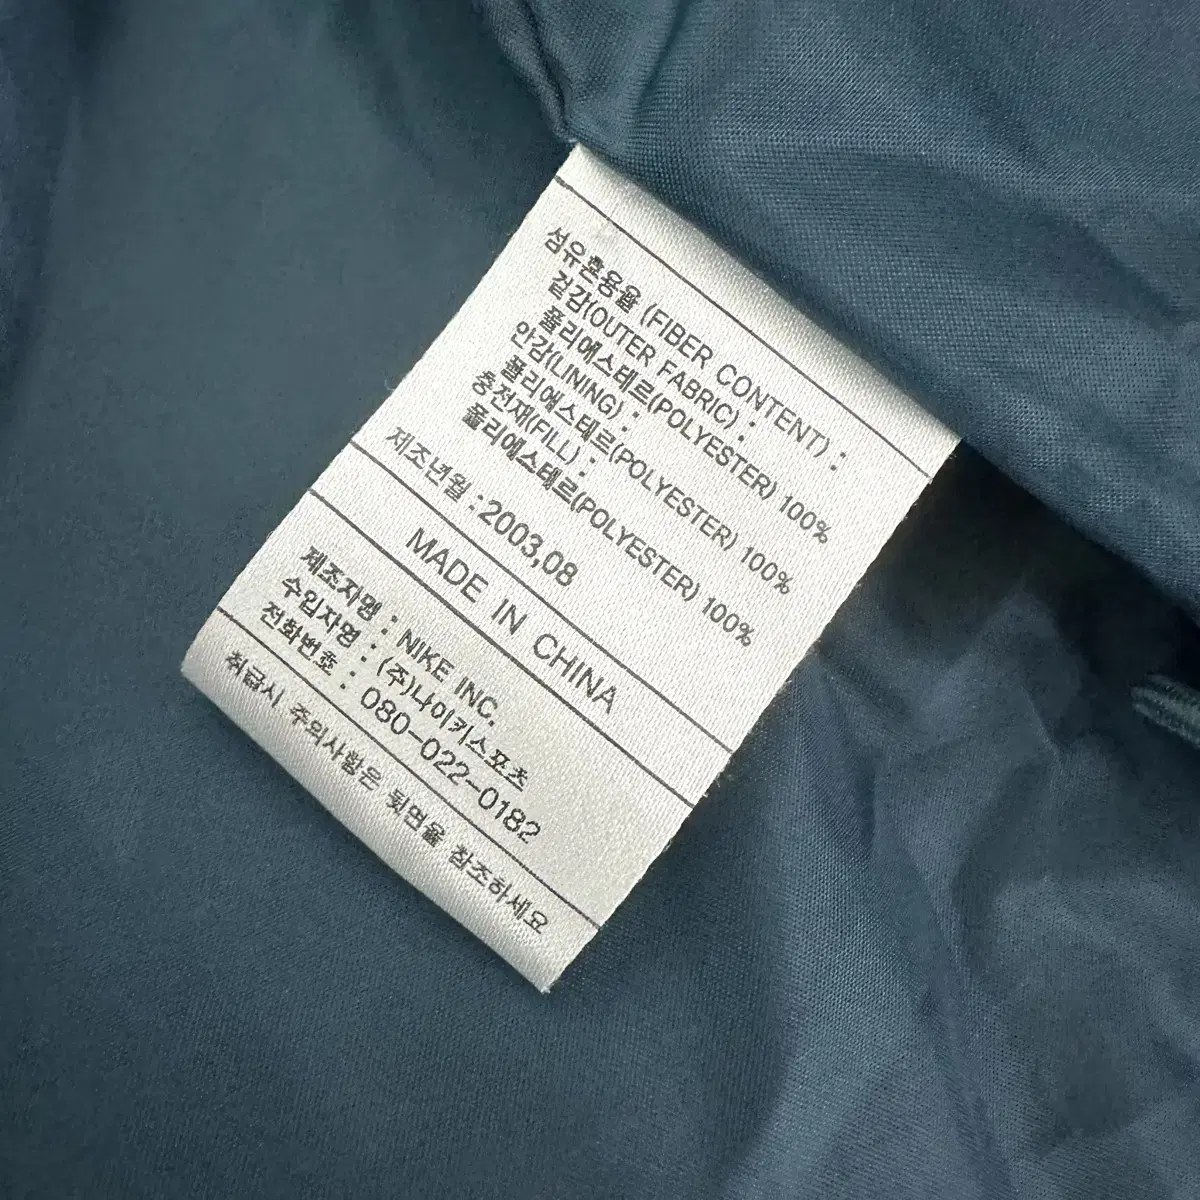 섬유혼용율 (FIBER CONTENT) :
겉감(OUTER FABRIC) :
폴리에스테르(POLYESTER) 100%
안감(LINING) :
폴리에스테르(POLYESTER) 100%
충전재(FILL) :
폴리에스테르(POLYESTER) 100%
제조년월 : 2003,08
MADE IN CHINA
제조자명 : NIKE INC.
수입자명 : (주)나이키스포츠
전화번호 : 080-022-0182
취급시 주의사항은 뒷면을 참조하세요